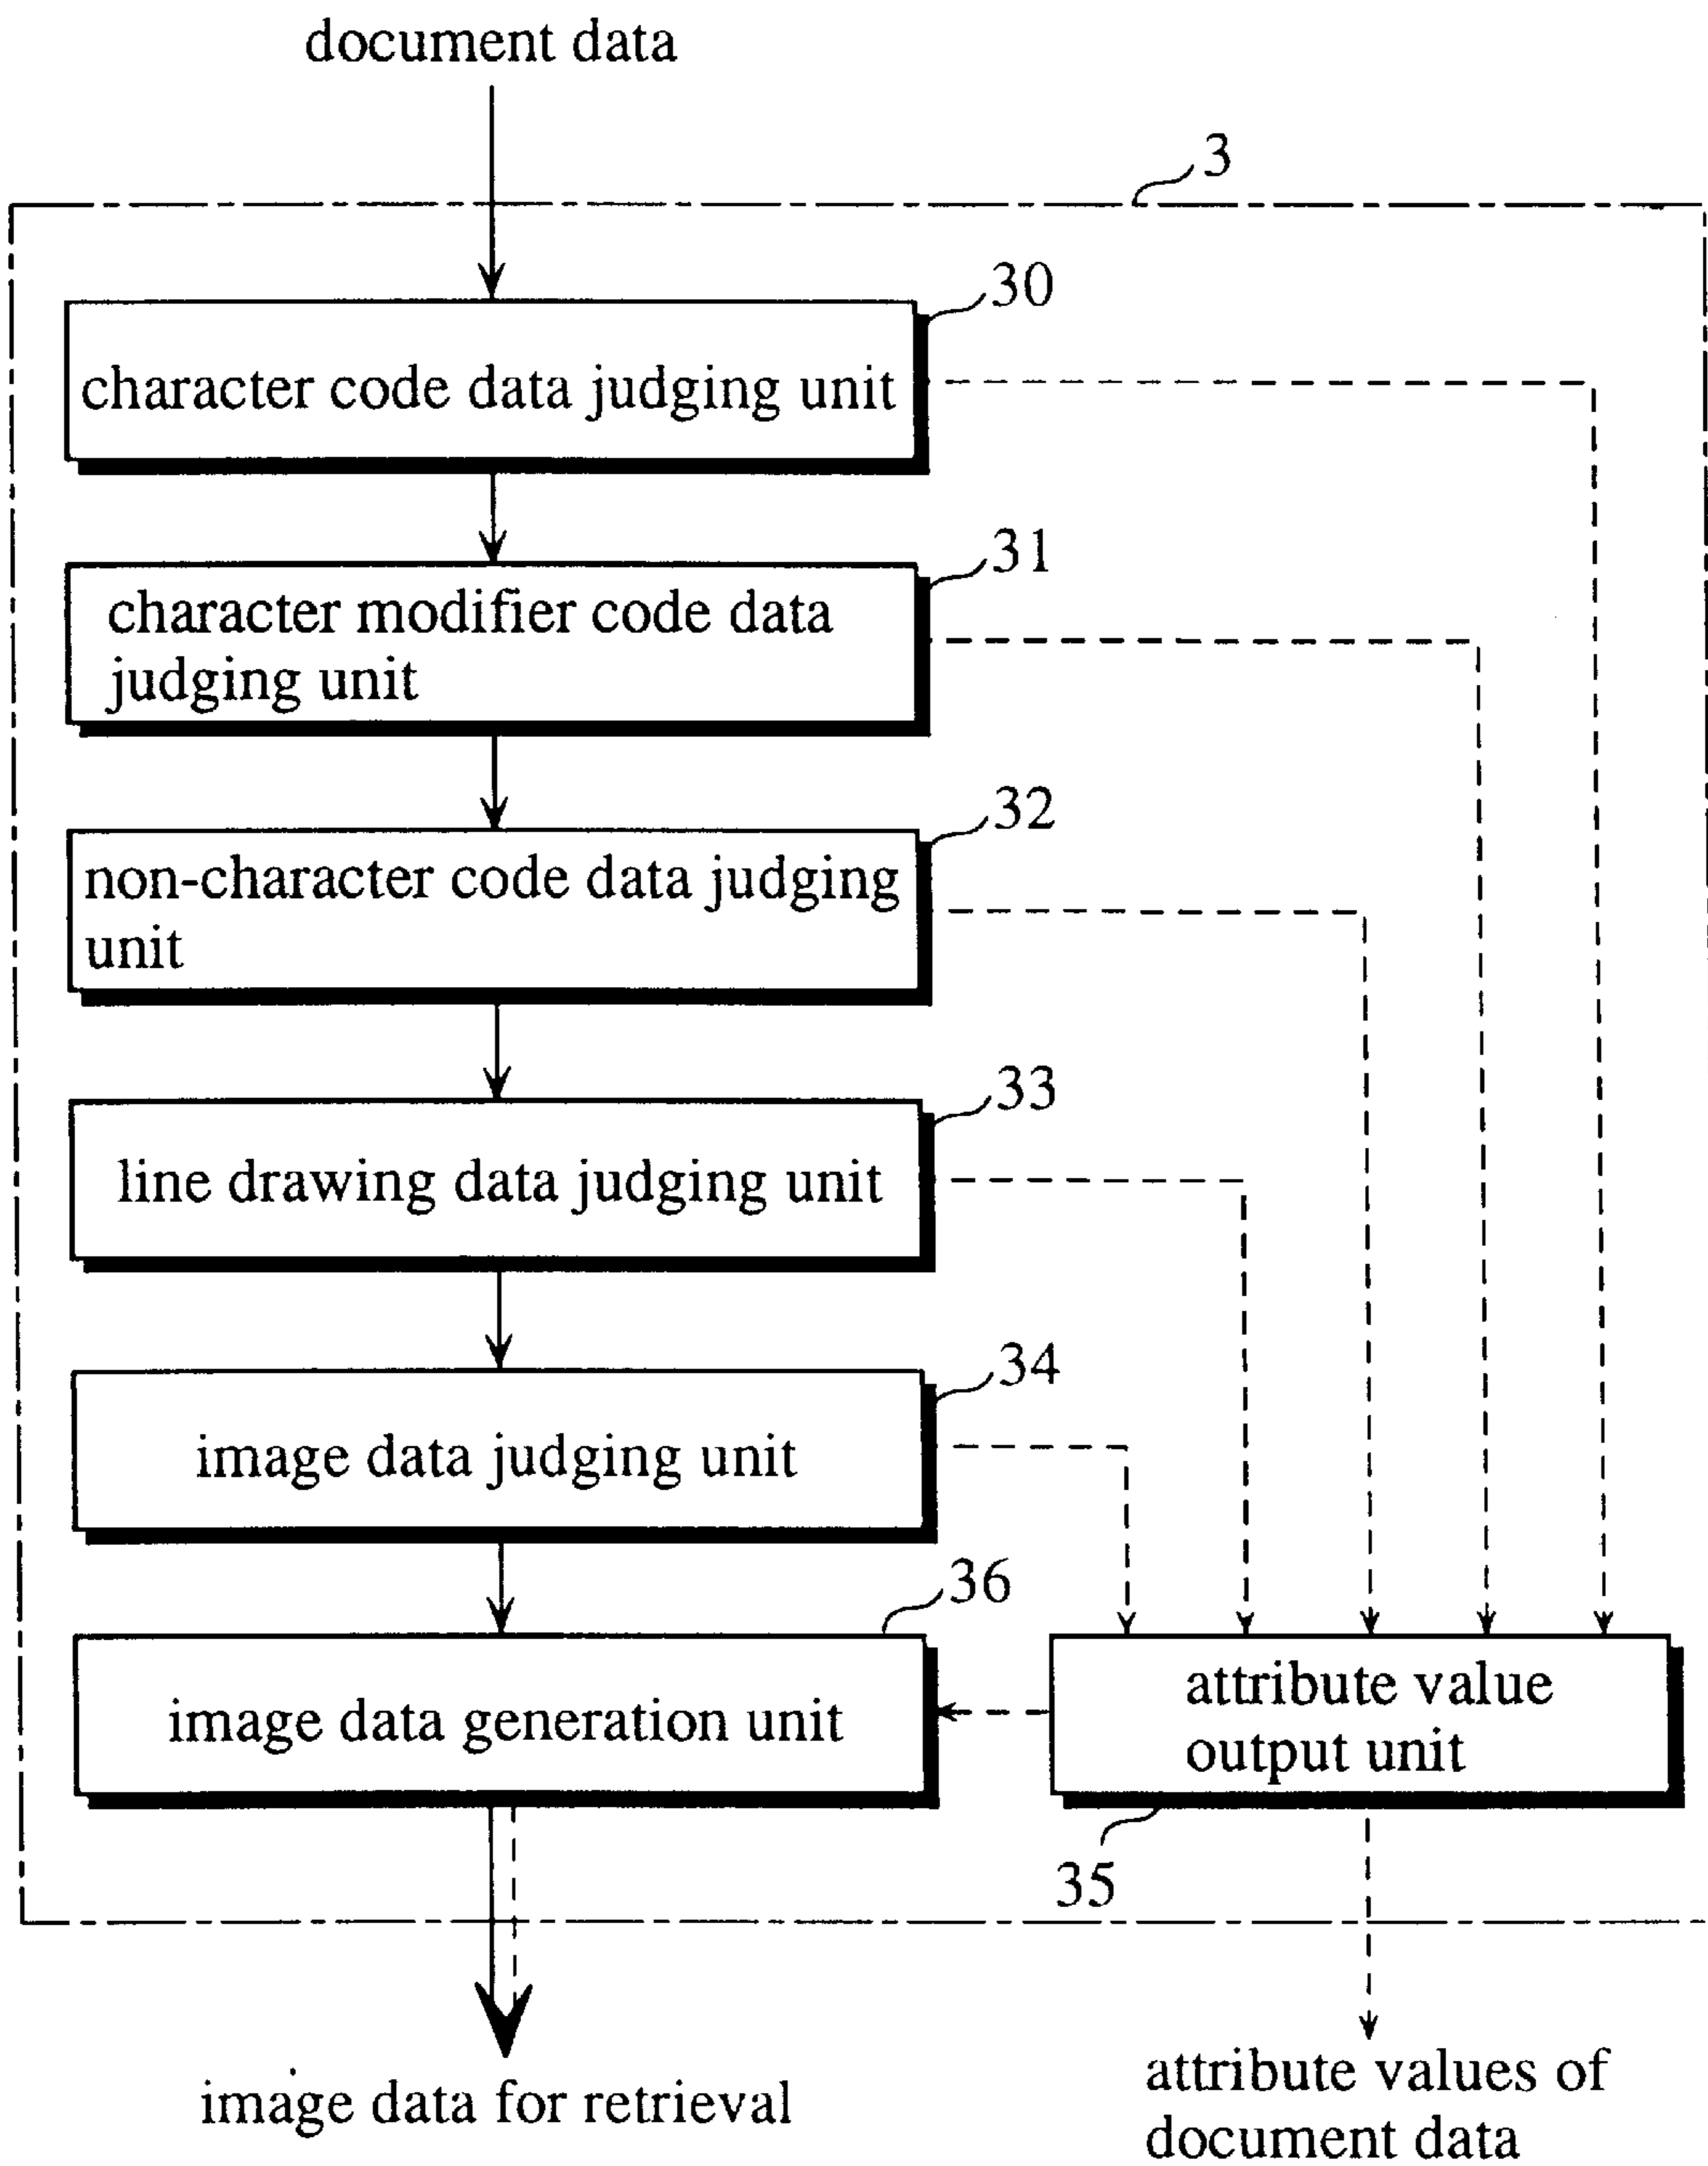 document data
3
30
character code data judging unit
31
character modifier code data
judging unit
32
non-character code data judging
unit
33
line drawing data judging unit
34
image data judging unit
36
image data generation unit
attribute value
output unit
35
image data for retrieval
attribute values of
document data